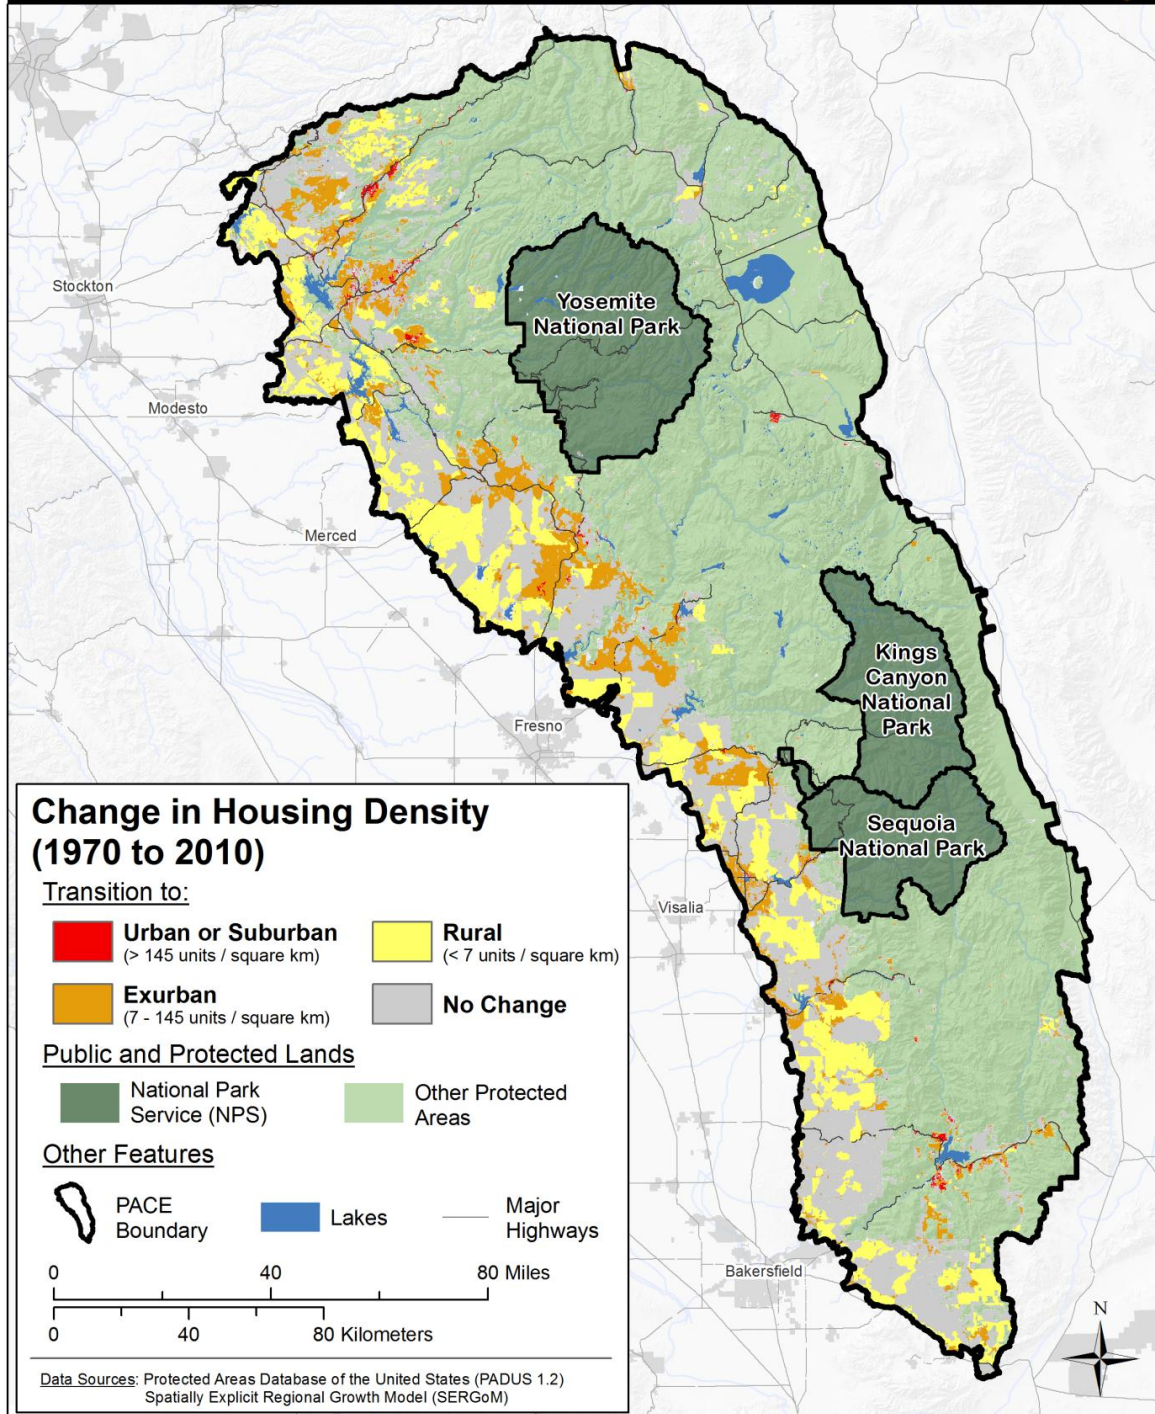 Stockton
Modesto
Merced
Fresno
Visalia
Bakersfield
Yosemite
National Park
Kings
Canyon
National
Park
Sequoia
National Park
Change in Housing Density
(1970 to 2010)
Transition to:
Urban or Suburban
(> 145 units / square km)
Rural
(< 7 units / square km)
Exurban
(7 - 145 units / square km)
No Change
Public and Protected Lands
National Park
Service (NPS)
Other Protected
Areas
Other Features
PACE
Boundary
Lakes
Major
Highways
0 40 80 Miles
0 40 80 Kilometers
Data Sources: Protected Areas Database of the United States (PADUS 1.2)
Spatially Explicit Regional Growth Model (SERGoM)
N